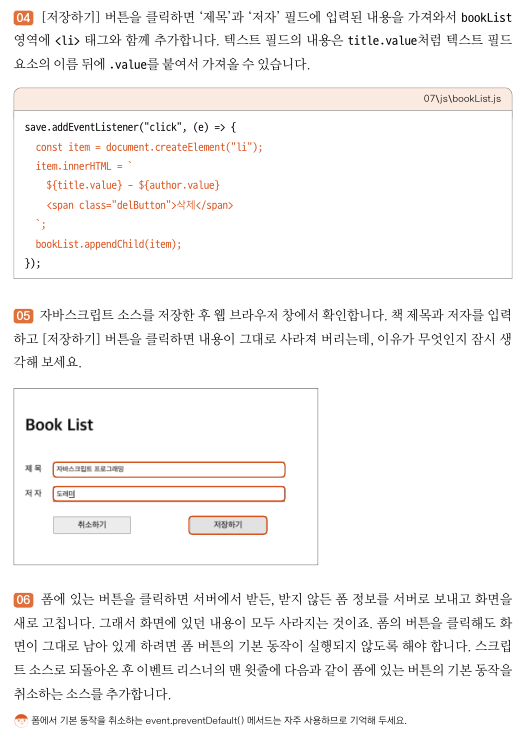 04 [저장하기] 버튼을 클릭하면 ‘제목’과 ‘저자’ 필드에 입력된 내용을 가져와서 bookList
영역에 <li> 태그와 함께 추가합니다. 텍스트 필드의 내용은 title.value처럼 텍스트 필드
요소의 이름 뒤에 .value를 붙여서 가져올 수 있습니다.
07\js\bookList.js
save.addEventListener("click", (e) => {
const item = document.createElement("li");
item.innerHTML = `
${title.value} - ${author.value}
<span class="delButton">삭제</span>
`;
bookList.appendChild(item);
});
05 자바스크립트 소스를 저장한 후 웹 브라우저 창에서 확인합니다. 책 제목과 저자를 입력
하고 [저장하기] 버튼을 클릭하면 내용이 그대로 사라져 버리는데, 이유가 무엇인지 잠시 생
각해 보세요.
Book List
제 목 자바스크립트 프로그래밍
저 자 도레미
취소하기 저장하기
06 폼에 있는 버튼을 클릭하면 서버에서 받든, 받지 않든 폼 정보를 서버로 보내고 화면을
새로 고칩니다. 그래서 화면에 있던 내용이 모두 사라지는 것이죠. 폼의 버튼을 클릭해도 화
면이 그대로 남아 있게 하려면 폼 버튼의 기본 동작이 실행되지 않도록 해야 합니다. 스크립
트 소스로 되돌아온 후 이벤트 리스너의 맨 윗줄에 다음과 같이 폼에 있는 버튼의 기본 동작을
취소하는 소스를 추가합니다.
폼에서 기본 동작을 취소하는 event.preventDefault() 메서드는 자주 사용하므로 기억해 두세요.